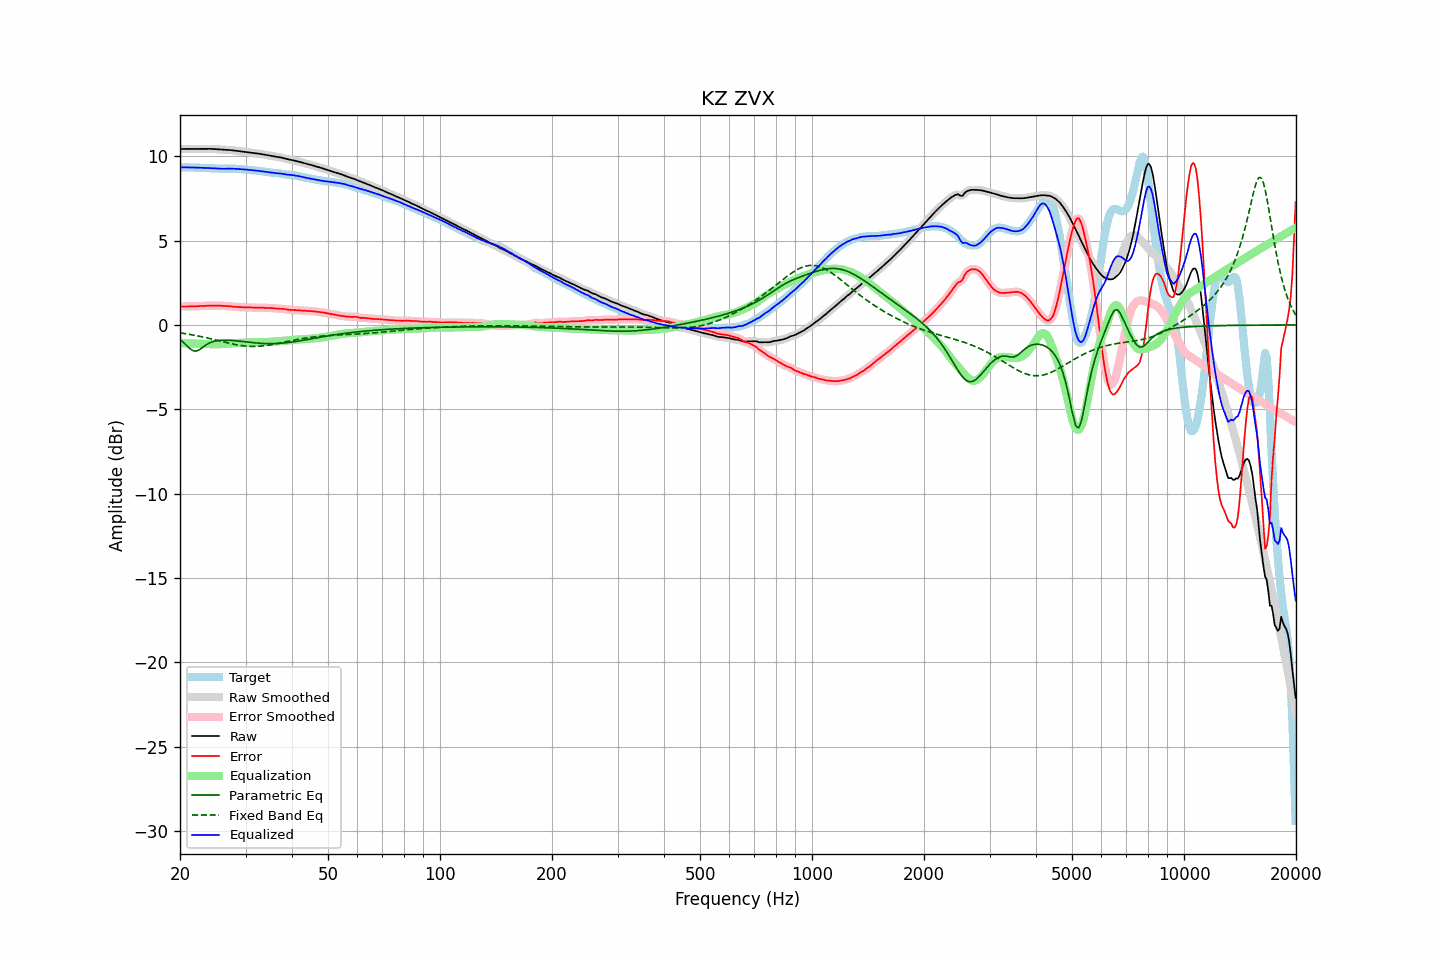 KZ ZVX
10
5
0
−5
−10
−15
−20
−25
−30
Amplitude (dBr)
Target
Raw Smoothed
Error Smoothed
Raw
Error
Equalization
Parametric Eq
Fixed Band Eq
Equalized
20 50 100 200 500 1000 2000 5000 10000 20000
Frequency (Hz)